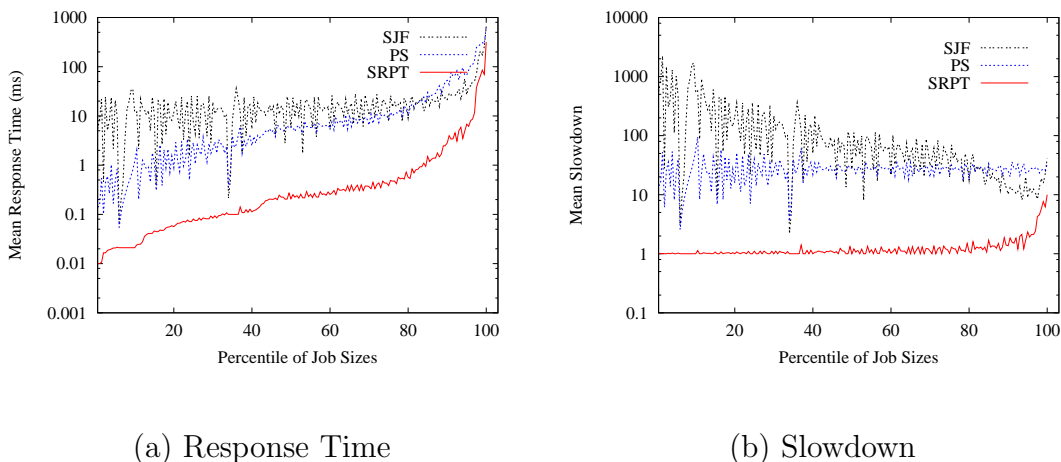 1000
100
10
1
0.1
0.01
0.001
Mean Response Time (ms)
SJF
PS
SRPT
20 40 60 80 100
Percentile of Job Sizes
(a) Response Time
10000
1000
100
10
1
0.1
Mean Slowdown
SJF
PS
SRPT
20 40 60 80 100
Percentile of Job Sizes
(b) Slowdown